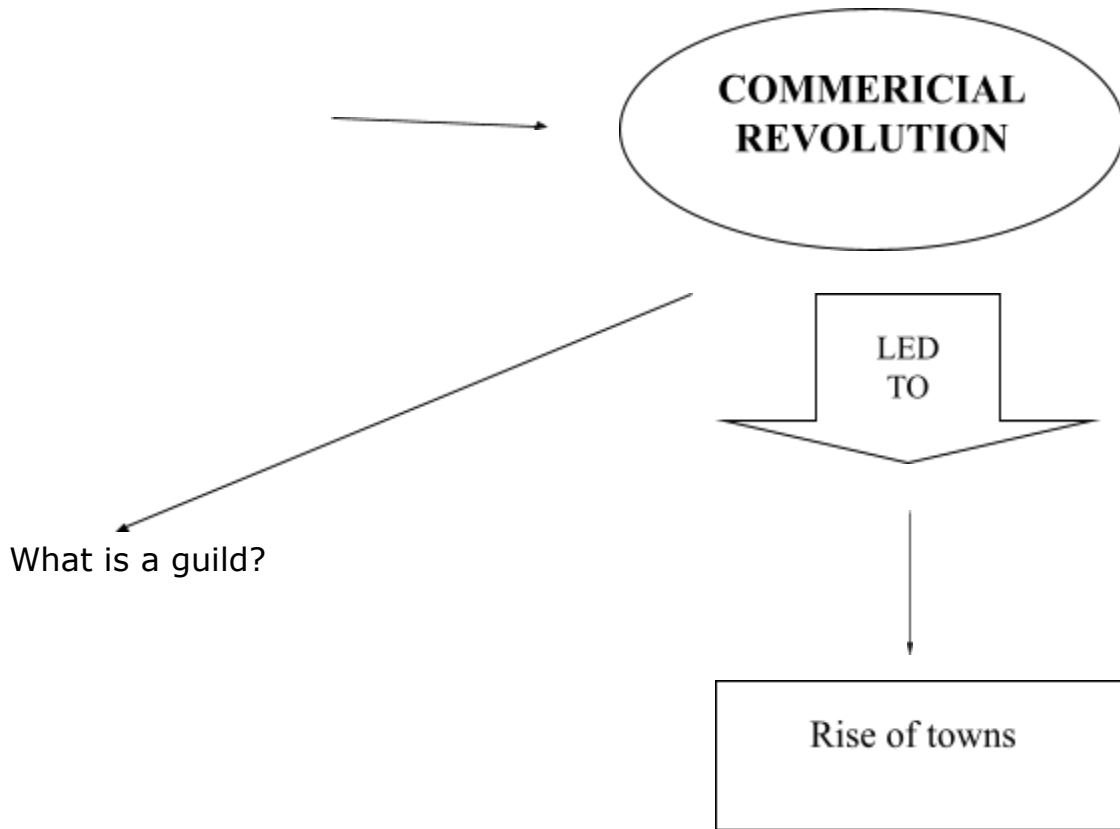 COMMERICIAL
REVOLUTION
LED
TO
What is a guild?
Rise of towns